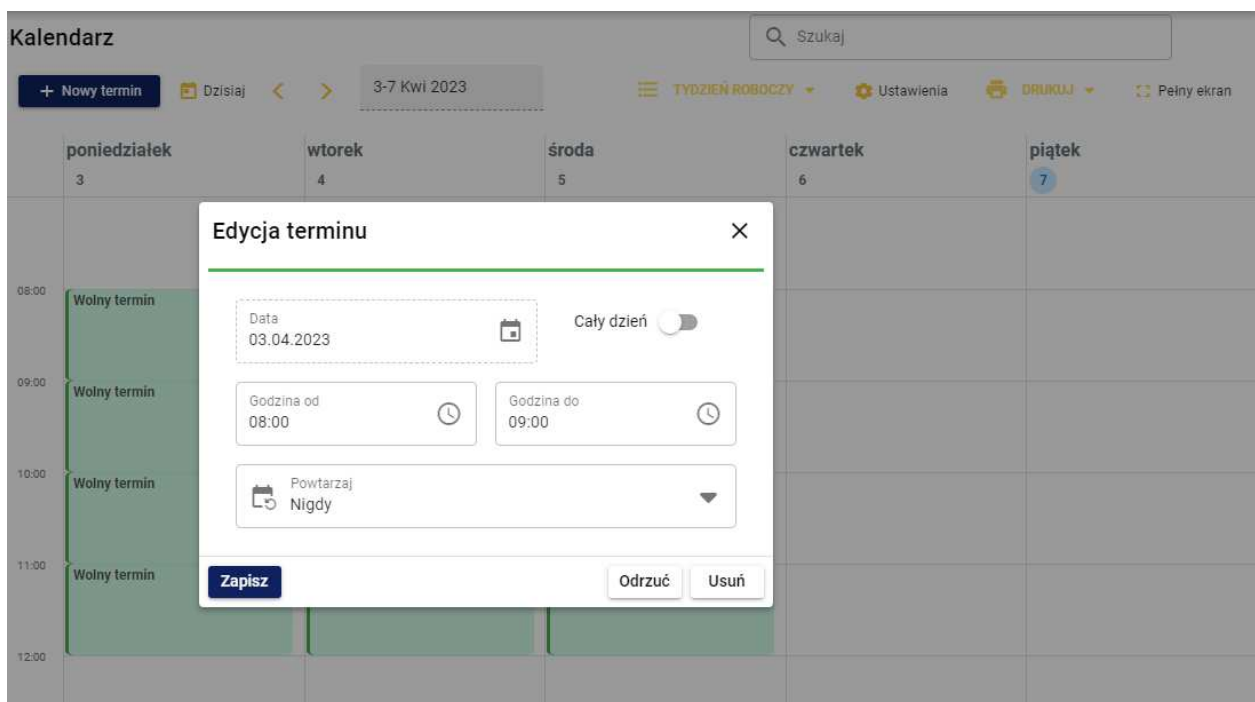 Kalendarz
Szukaj
+ Nowy termin
Dzisiaj
3-7 Kwi 2023
TYDZIEŃ ROBOCZY
Ustawienia
DRUKUJ
Pełny ekran
poniedziałek
wtorek
środa
czwartek
piątek
3
4
5
6
7
Edycja terminu
08:00
Wolny termin
Data
03.04.2023
Cały dzień
09:00
Wolny termin
Godzina od
08:00
Godzina do
09:00
10:00
Wolny termin
Powtarzaj
Nigdy
11:00
Wolny termin
Zapisz
Odrzuć
Usuń
12:00